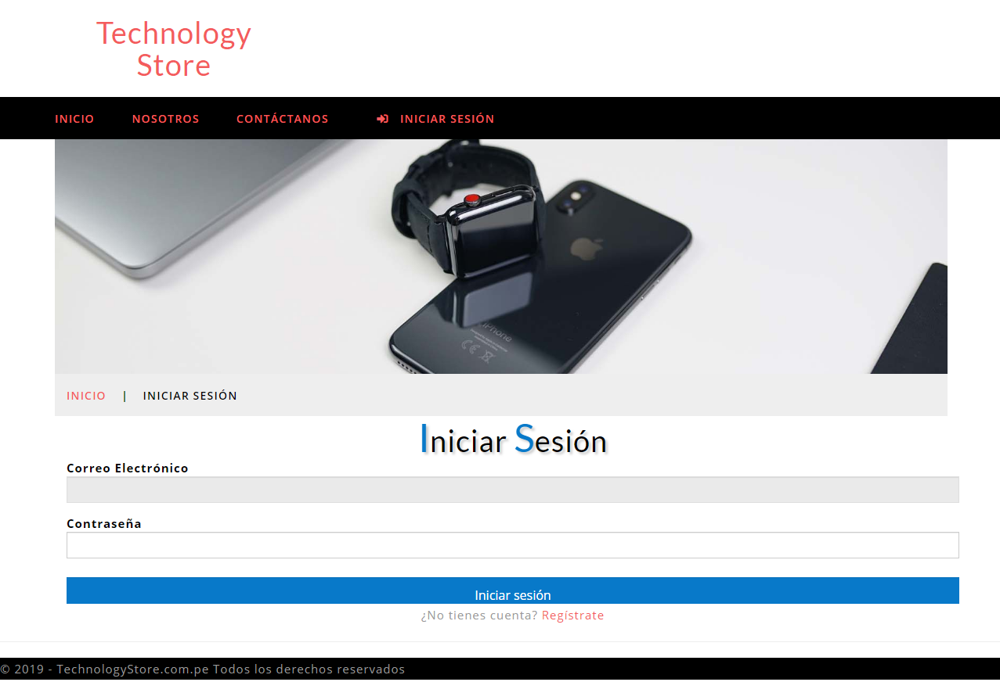 Technology
Store
INICIO NOSOTROS CONTÁCTANOS INICIAR SESIÓN
iPhone
INICIO | INICIAR SESIÓN
Iniciar Sesión
Correo Electrónico
Contraseña
Iniciar sesión
¿No tienes cuenta? Regístrate
© 2019 - TechnologyStore.com.pe Todos los derechos reservados